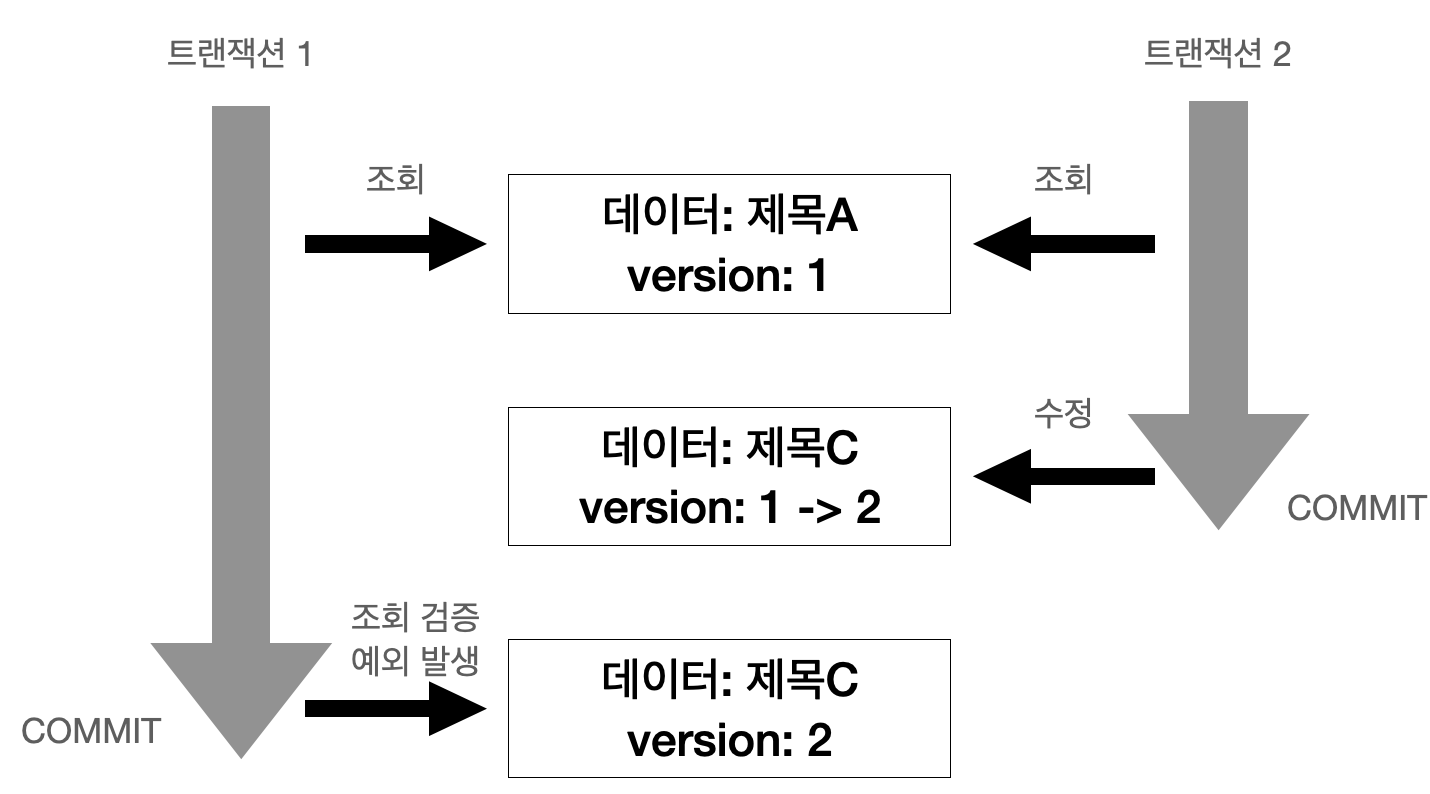 트랜잭션 1
트랜잭션 2
조회
데이터: 제목A
version: 1
조회
수정
데이터: 제목C
version: 1 -> 2
COMMIT
조회 검증
예외 발생
데이터: 제목C
version: 2
COMMIT